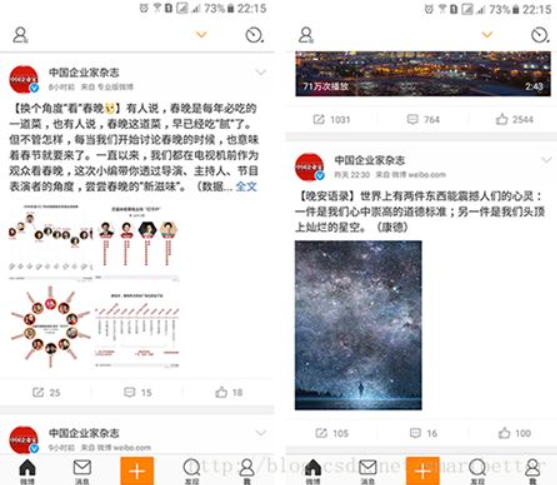 73% 22:15
中国企业家杂志
8小时前 来自 专业版微博
【换个角度"看"春晚】有人说，春晚是每年必吃的
一道菜，也有人说，春晚这道菜，早已经吃"腻"了。
但不管怎样，每当我们开始讨论春晚的时候，也意味
着春节就要来了。一直以来，我们都在电视机前作为
观众看春晚，这次小编带你透过导演、主持人、节目
表演者的角度，尝尝春晚的"新滋味"。（数据... 全文
25 15 18
中国企业家杂志
9小时前 来自 微博 weibo.com
微博 消息 发现 我
73% 22:15
71万次播放 2:43
1031 764 2544
中国企业家杂志
昨天 22:30 来自 微博 weibo.com
【晚安语录】世界上有两件东西能震撼人们的心灵：
一件是我们心中崇高的道德标准；另一件是我们头顶
上灿烂的星空。（康德）
105 16 100
中国企业家杂志
微博 消息 发现 我